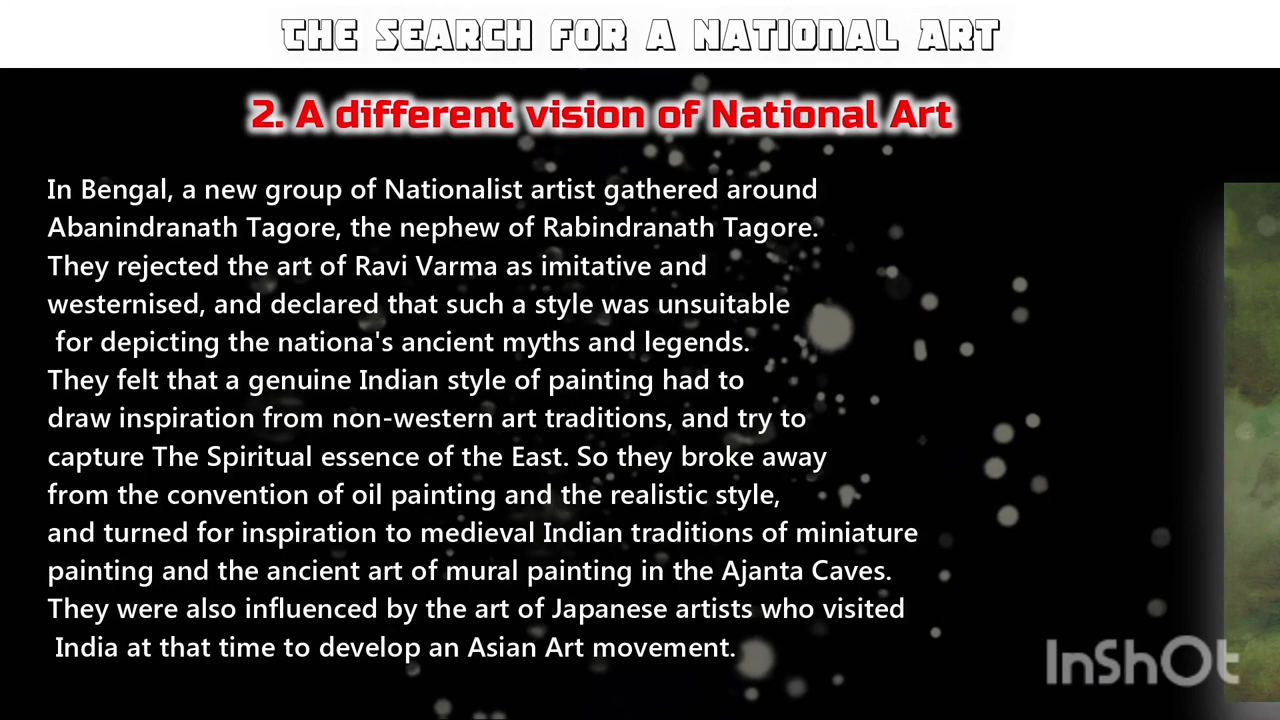 THE SEARCH FOR A NATIONAL ART
2. A different vision of National Art
In Bengal, a new group of Nationalist artist gathered around
Abanindranath Tagore, the nephew of Rabindranath Tagore.
They rejected the art of Ravi Varma as imitative and
westernised, and declared that such a style was unsuitable
for depicting the nationa's ancient myths and legends.
They felt that a genuine Indian style of painting had to
draw inspiration from non-western art traditions, and try to
capture The Spiritual essence of the East. So they broke away
from the convention of oil painting and the realistic style,
and turned for inspiration to medieval Indian traditions of miniature
painting and the ancient art of mural painting in the Ajanta Caves.
They were also influenced by the art of Japanese artists who visited
India at that time to develop an Asian Art movement.
InShOt